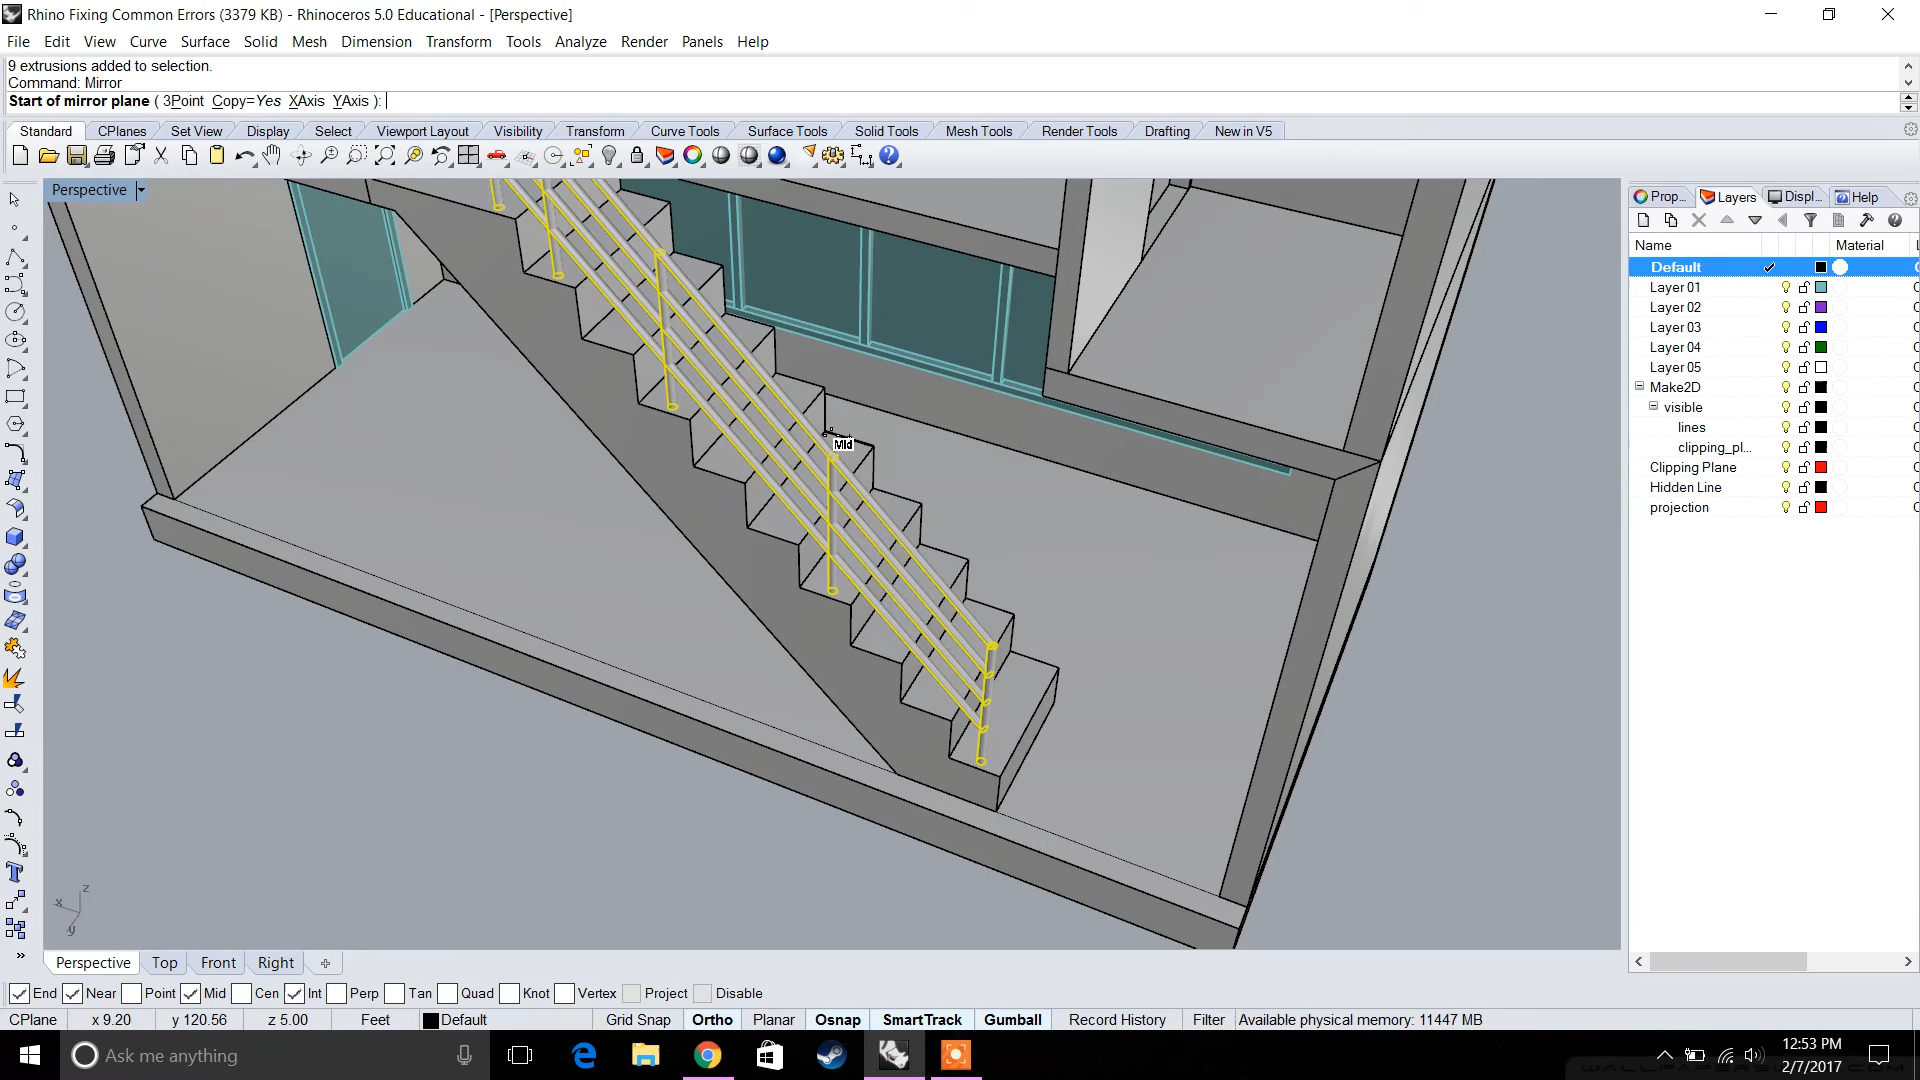 Rhino Fixing Common Errors (3379 KB) - Rhinoceros 5.0 Educational - [Perspective]
File Edit View Curve Surface Solid Mesh Dimension Transform Tools Analyze Render Panels Help
9 extrusions added to selection.
Command: Mirror
Start of mirror plane ( 3Point Copy=Yes XAxis YAxis ):
Standard CPlanes Set View Display Select Viewport Layout Visibility Transform Curve Tools Surface Tools Solid Tools Mesh Tools Render Tools Drafting New in V5
Perspective
Prop... Layers Displ... Help
Name Material
Default
Layer 01
Layer 02
Layer 03
Layer 04
Layer 05
Make2D
visible
lines
clipping_pl...
Clipping Plane
Hidden Line
projection
Mid
z
x
y
Perspective Top Front Right
End Near Point Mid Cen Int Perp Tan Quad Knot Vertex Project Disable
CPlane x 9.20 y 120.56 z 5.00 Feet Default Grid Snap Ortho Planar Osnap SmartTrack Gumball Record History Filter Available physical memory: 11447 MB
Ask me anything
12:53 PM
2/7/2017